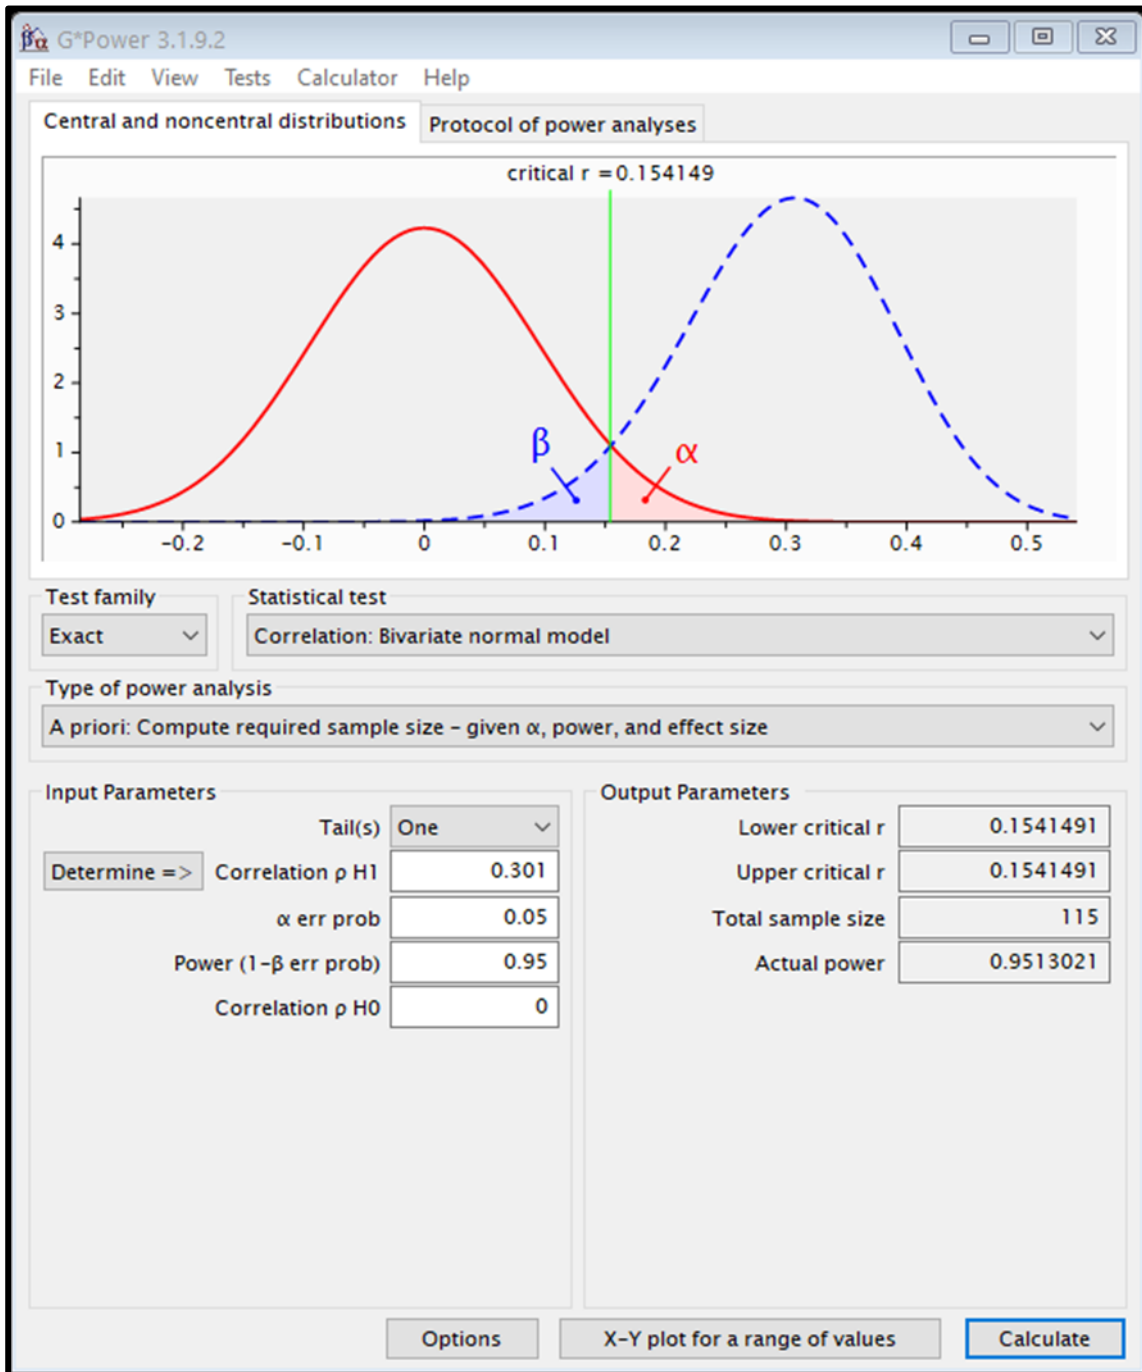 G*Power 3.1.9.2
File Edit View Tests Calculator Help
Central and noncentral distributions Protocol of power analyses
critical r = 0.154149
4
3
2
1
0
β α
-0.2 -0.1 0 0.1 0.2 0.3 0.4 0.5
Test family Statistical test
Exact Correlation: Bivariate normal model
Type of power analysis
A priori: Compute required sample size – given α, power, and effect size
Input Parameters Output Parameters
Tail(s) One Lower critical r 0.1541491
Determine => Correlation ρ H1 0.301 Upper critical r 0.1541491
α err prob 0.05 Total sample size 115
Power (1-β err prob) 0.95 Actual power 0.9513021
Correlation ρ H0 0
Options X-Y plot for a range of values Calculate